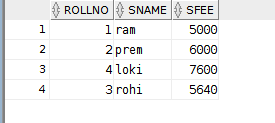 ROLLNO SNAME SFEE
1 1 ram 5000
2 2 prem 6000
3 4 loki 7600
4 3 rohi 5640